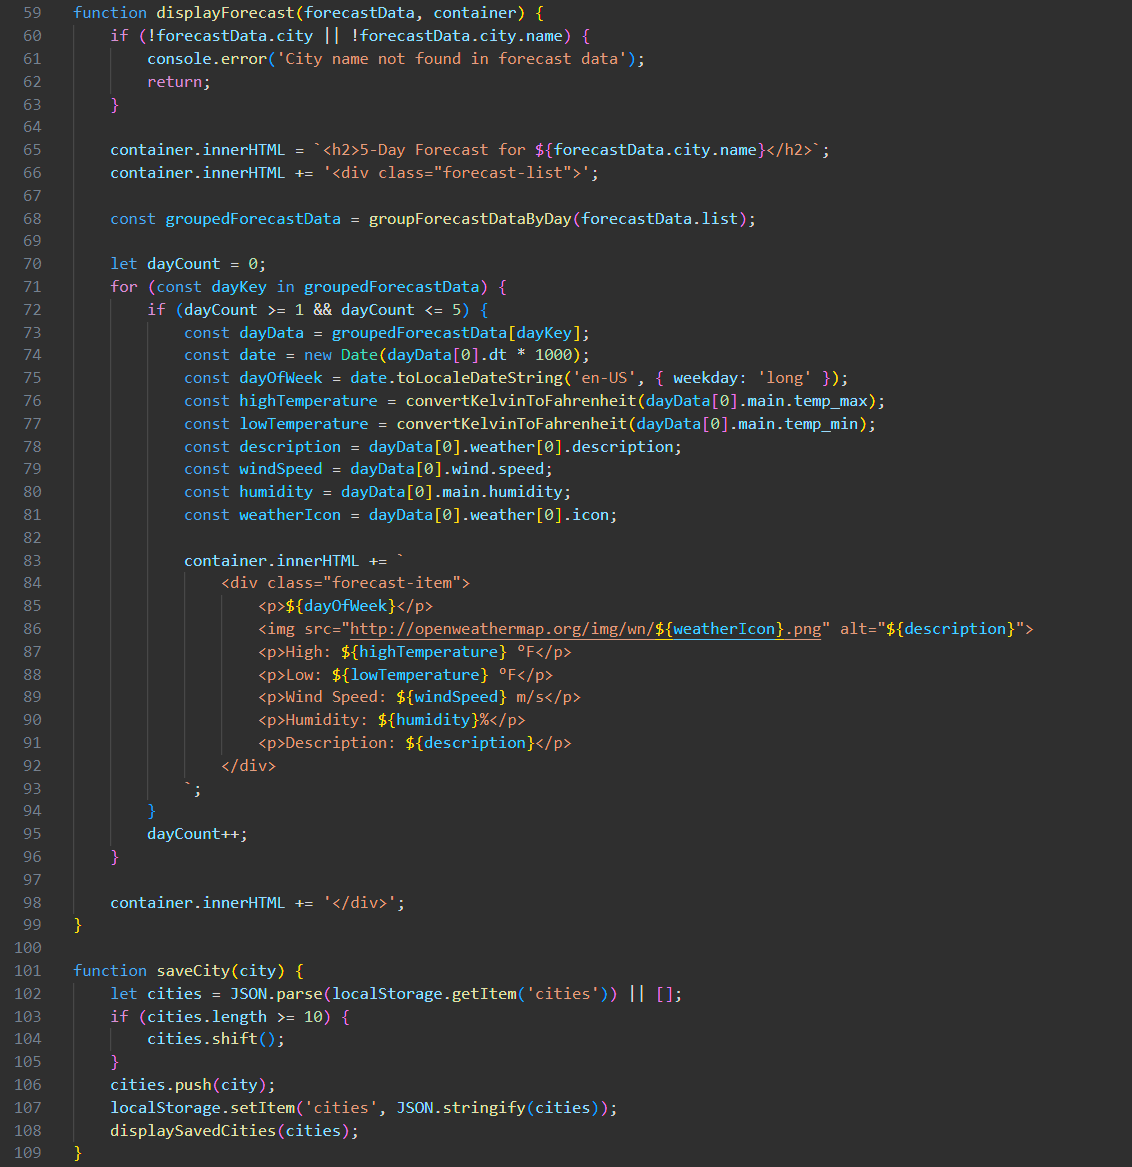 59 function displayForecast(forecastData, container) {
60     if (!forecastData.city || !forecastData.city.name) {
61         console.error('City name not found in forecast data');
62         return;
63     }
64
65     container.innerHTML = `<h2>5-Day Forecast for ${forecastData.city.name}</h2>`;
66     container.innerHTML += '<div class="forecast-list">';
67
68     const groupedForecastData = groupForecastDataByDay(forecastData.list);
69
70     let dayCount = 0;
71     for (const dayKey in groupedForecastData) {
72         if (dayCount >= 1 && dayCount <= 5) {
73             const dayData = groupedForecastData[dayKey];
74             const date = new Date(dayData[0].dt * 1000);
75             const dayOfWeek = date.toLocaleDateString('en-US', { weekday: 'long' });
76             const highTemperature = convertKelvinToFahrenheit(dayData[0].main.temp_max);
77             const lowTemperature = convertKelvinToFahrenheit(dayData[0].main.temp_min);
78             const description = dayData[0].weather[0].description;
79             const windSpeed = dayData[0].wind.speed;
80             const humidity = dayData[0].main.humidity;
81             const weatherIcon = dayData[0].weather[0].icon;
82
83             container.innerHTML += `
84                 <div class="forecast-item">
85                     <p>${dayOfWeek}</p>
86                     <img src="http://openweathermap.org/img/wn/${weatherIcon}.png" alt="${description}">
87                     <p>High: ${highTemperature} °F</p>
88                     <p>Low: ${lowTemperature} °F</p>
89                     <p>Wind Speed: ${windSpeed} m/s</p>
90                     <p>Humidity: ${humidity}%</p>
91                     <p>Description: ${description}</p>
92                 </div>
93             `;
94         }
95         dayCount++;
96     }
97
98     container.innerHTML += '</div>';
99 }
100
101 function saveCity(city) {
102     let cities = JSON.parse(localStorage.getItem('cities')) || [];
103     if (cities.length >= 10) {
104         cities.shift();
105     }
106     cities.push(city);
107     localStorage.setItem('cities', JSON.stringify(cities));
108     displaySavedCities(cities);
109 }